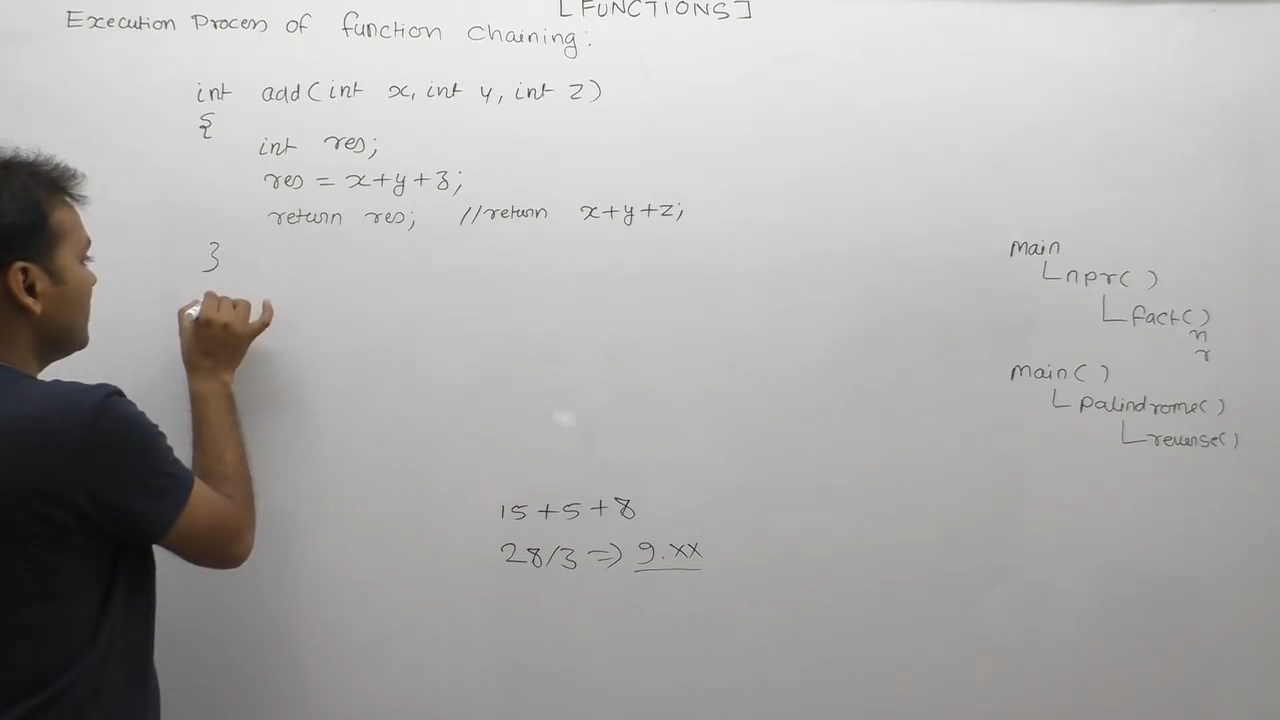 [FUNCTIONS]
Execution Process of function Chaining:
int add(int x, int y, int z)
{
int res;
res = x+y+z;
return res; //return x+y+z;
}
Main
npr( )
fact( )
n
r
Main( )
palindrome( )
reverse( )
15+5+8
28/3 => 9.xx